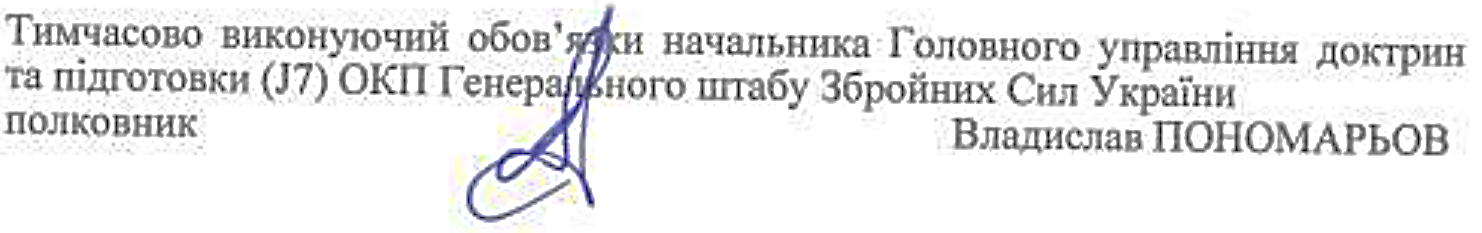 Тимчасово виконуючий обов’язки начальника Головного управління доктрин
та підготовки (J7) ОКП Генерального штабу Збройних Сил України
полковник Владислав ПОНОМАРЬОВ